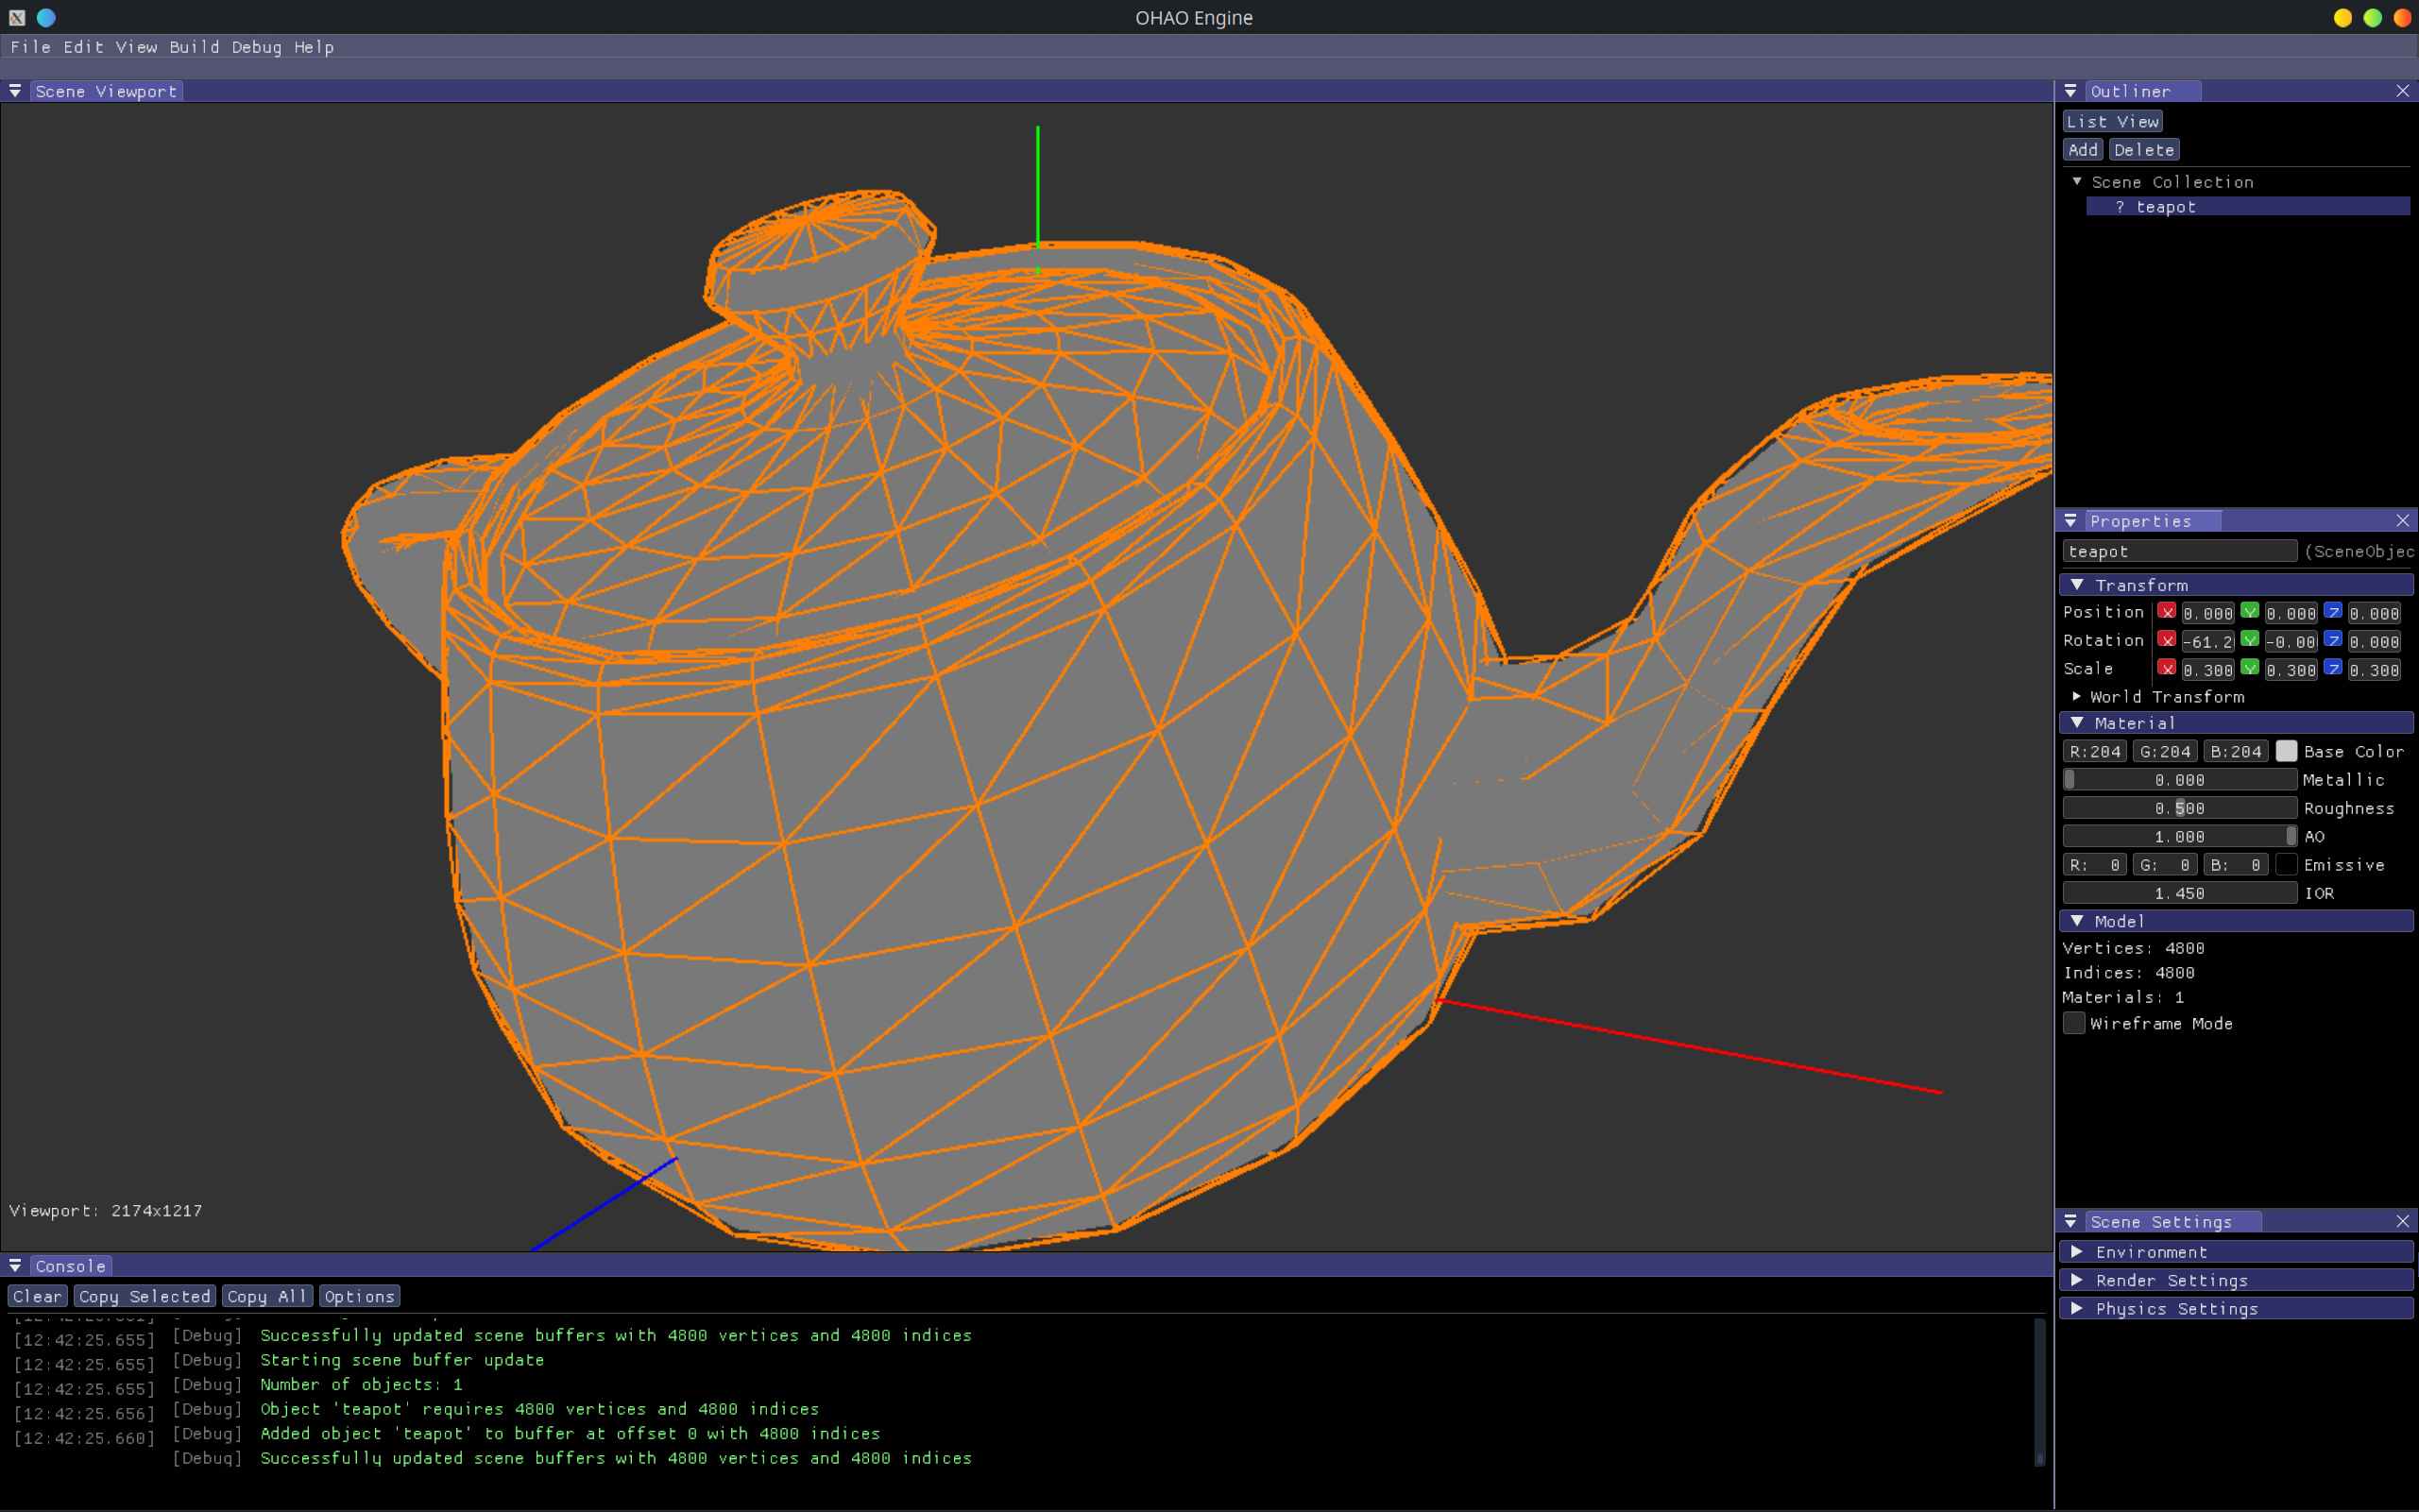 OHAO Engine
File Edit View Build Debug Help
Scene Viewport
Viewport: 2174x1217
Outliner
List View
Add Delete
Scene Collection
? teapot
Properties
teapot (SceneObjec
Transform
Position X 0.000 Y 0.000 Z 0.000
Rotation X -61.2 Y -0.00 Z 0.000
Scale X 0.300 Y 0.300 Z 0.300
World Transform
Material
R:204 G:204 B:204 Base Color
0.000 Metallic
0.500 Roughness
1.000 AO
R: 0 G: 0 B: 0 Emissive
1.450 IOR
Model
Vertices: 4800
Indices: 4800
Materials: 1
Wireframe Mode
Scene Settings
Environment
Render Settings
Physics Settings
Console
Clear Copy Selected Copy All Options
[12:42:25.655] [Debug] Successfully updated scene buffers with 4800 vertices and 4800 indices
[12:42:25.655] [Debug] Starting scene buffer update
[12:42:25.655] [Debug] Number of objects: 1
[12:42:25.656] [Debug] Object 'teapot' requires 4800 vertices and 4800 indices
[12:42:25.660] [Debug] Added object 'teapot' to buffer at offset 0 with 4800 indices
[Debug] Successfully updated scene buffers with 4800 vertices and 4800 indices